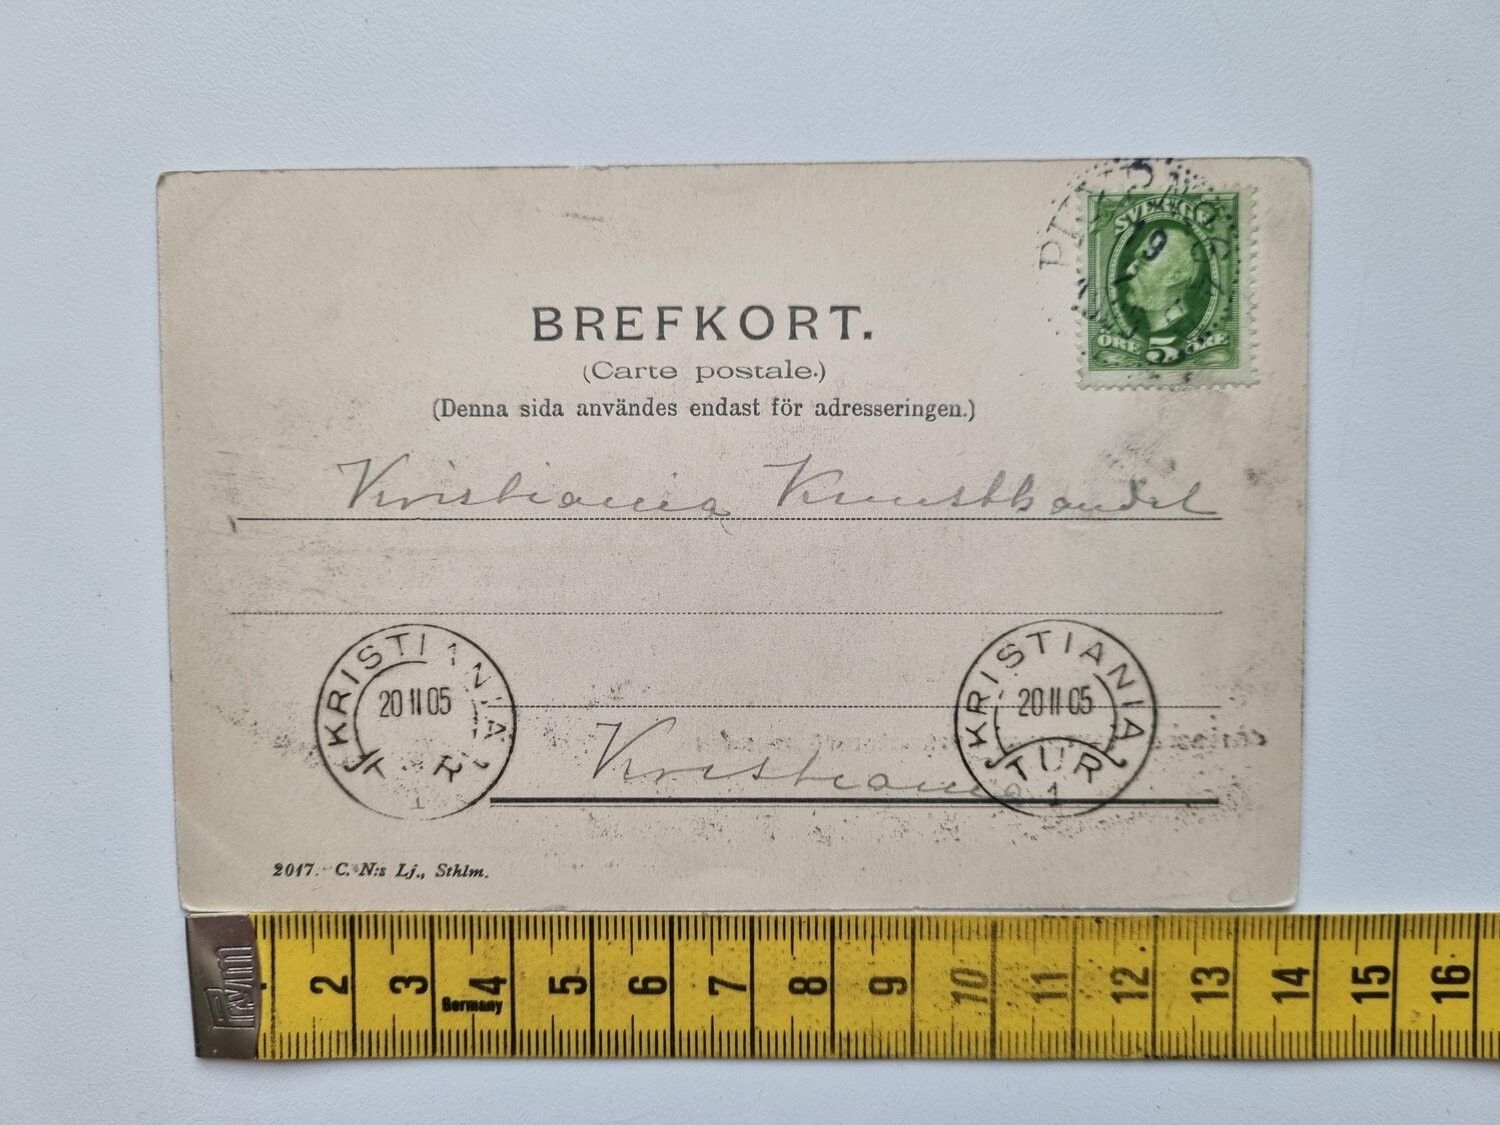 SVERIGE
ÖRE 5 ÖRE
BREFKORT.
(Carte postale.)
(Denna sida användes endast för adresseringen.)
Kristiania Kunsthandel
KRISTIANIA
20 II 05
T R
1
KRISTIANIA
20 II 05
TUR
1
Kristiania
2017. C. N:s Lj., Sthlm.
Prym
2 3 4 5 6 7 8 9 10 11 12 13 14 15 16
Germany